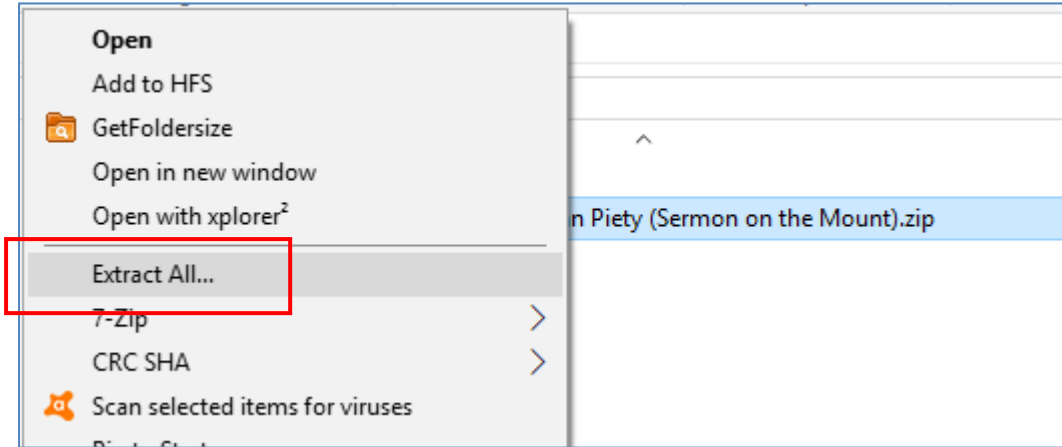 Open
Add to HFS
GetFoldersize
Open in new window
Open with xplorer²
n Piety (Sermon on the Mount).zip
Extract All...
7-Zip
CRC SHA
Scan selected items for viruses